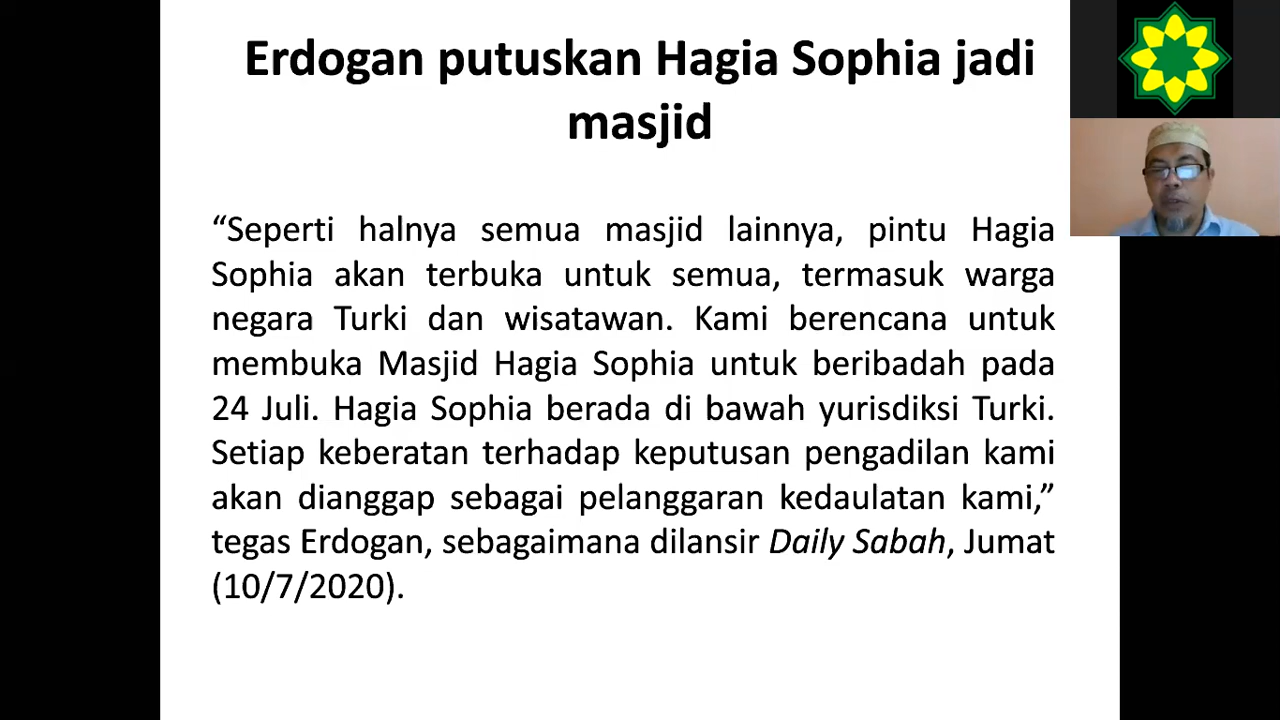 Erdogan putuskan Hagia Sophia jadi
masjid
“Seperti halnya semua masjid lainnya, pintu Hagia
Sophia akan terbuka untuk semua, termasuk warga
negara Turki dan wisatawan. Kami berencana untuk
membuka Masjid Hagia Sophia untuk beribadah pada
24 Juli. Hagia Sophia berada di bawah yurisdiksi Turki.
Setiap keberatan terhadap keputusan pengadilan kami
akan dianggap sebagai pelanggaran kedaulatan kami,”
tegas Erdogan, sebagaimana dilansir Daily Sabah, Jumat
(10/7/2020).